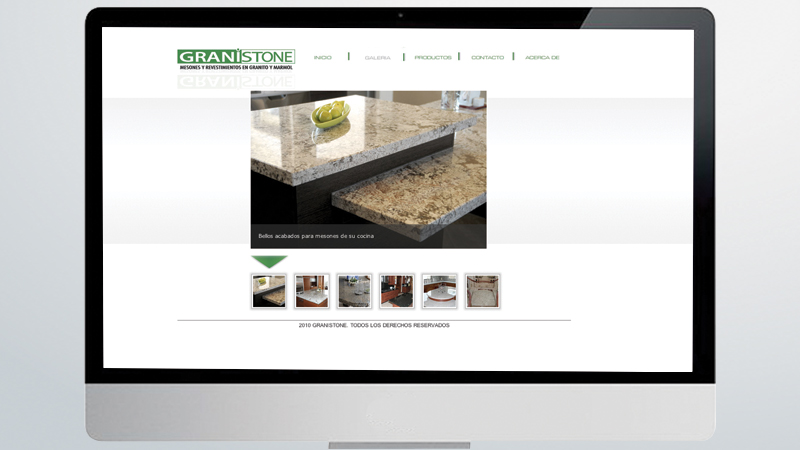 GRANISTONE
MESONES Y REVESTIMIENTOS EN GRANITO Y MARMOL
INICIO
GALERIA
PRODUCTOS
CONTACTO
ACERCA DE
Bellos acabados para mesones de su cocina
2010 GRANISTONE. TODOS LOS DERECHOS RESERVADOS